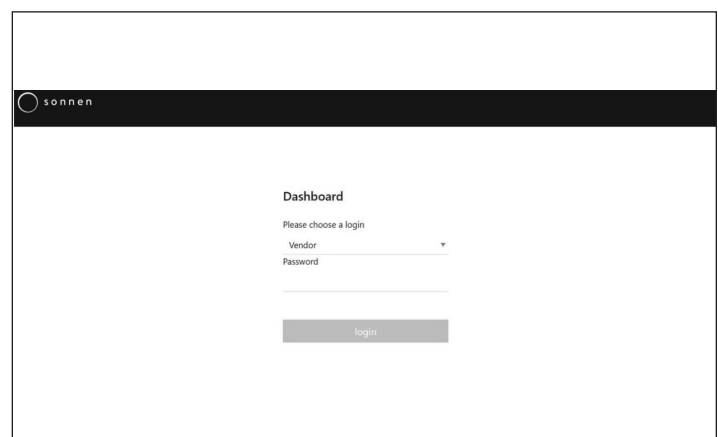 sonnen
Dashboard
Please choose a login
Vendor
Password
login